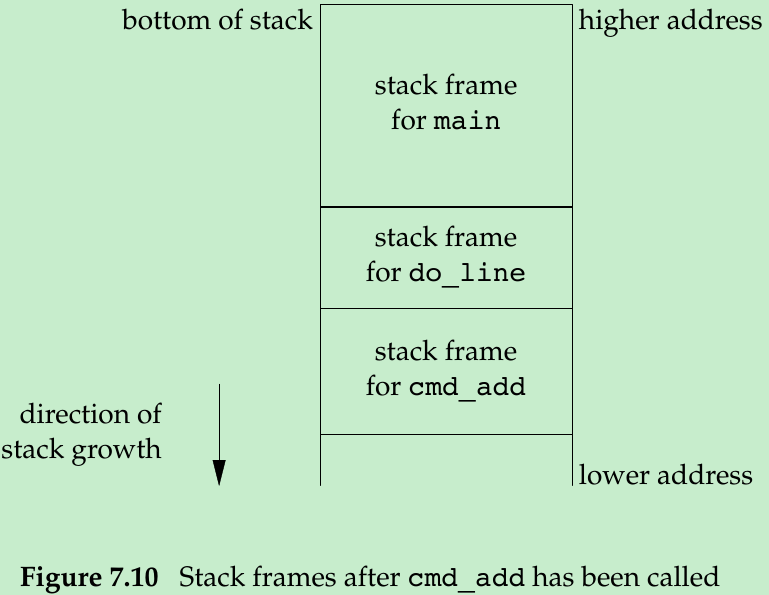 bottom of stack
higher address
stack frame
for main
stack frame
for do_line
stack frame
for cmd_add
direction of
stack growth
lower address
Figure 7.10 Stack frames after cmd_add has been called